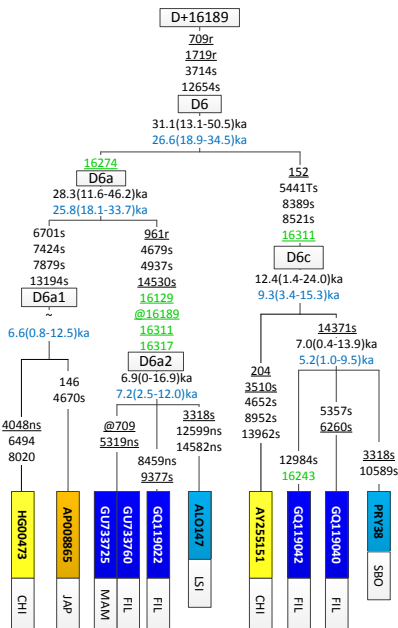 D+16189
709r
1719r
3714s
12654s
D6
31.1(13.1-50.5)ka
26.6(18.9-34.5)ka
16274
D6a
28.3(11.6-46.2)ka
25.8(18.1-33.7)ka
6701s
7424s
7879s
13194s
D6a1
~
6.6(0.8-12.5)ka
4048ns
6494
8020
146
4670s
961r
4679s
4937s
14530s
16129
@16189
16311
16317
D6a2
6.9(0-16.9)ka
7.2(2.5-12.0)ka
@709
5319ns
8459ns
9377s
3318s
12599ns
14582ns
152
5441Ts
8389s
8521s
16311
D6c
12.4(1.4-24.0)ka
9.3(3.4-15.3)ka
204
3510s
4652s
8952s
13962s
14371s
7.0(0.4-13.9)ka
5.2(1.0-9.5)ka
12984s
16243
5357s
6260s
3318s
10589s
HG00473
CHI
AP008865
JAP
GU733725
MAM
GU733760
FIL
GQ119022
FIL
ALO147
LSI
AY255151
CHI
GQ119042
FIL
GQ119040
FIL
PRY38
SBO